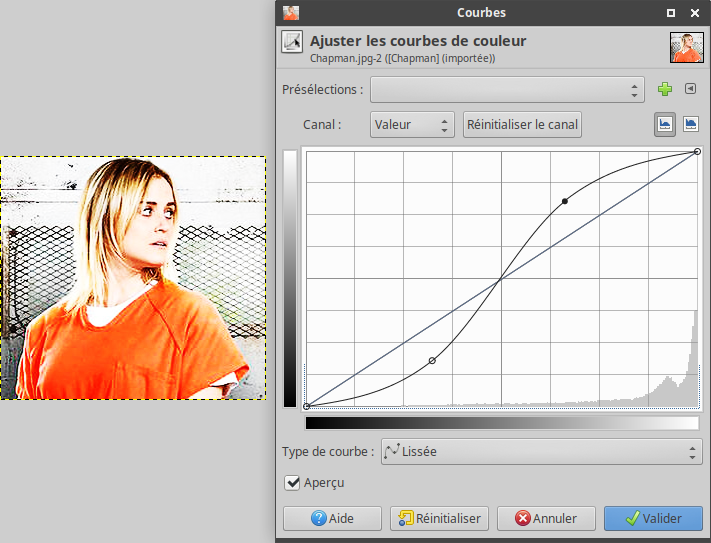 Courbes
Ajuster les courbes de couleur
Chapman.jpg-2 ([Chapman] (importée))
Présélections :
Canal :
Valeur
Réinitialiser le canal
Type de courbe :
Lissée
Aperçu
Aide
Réinitialiser
Annuler
Valider